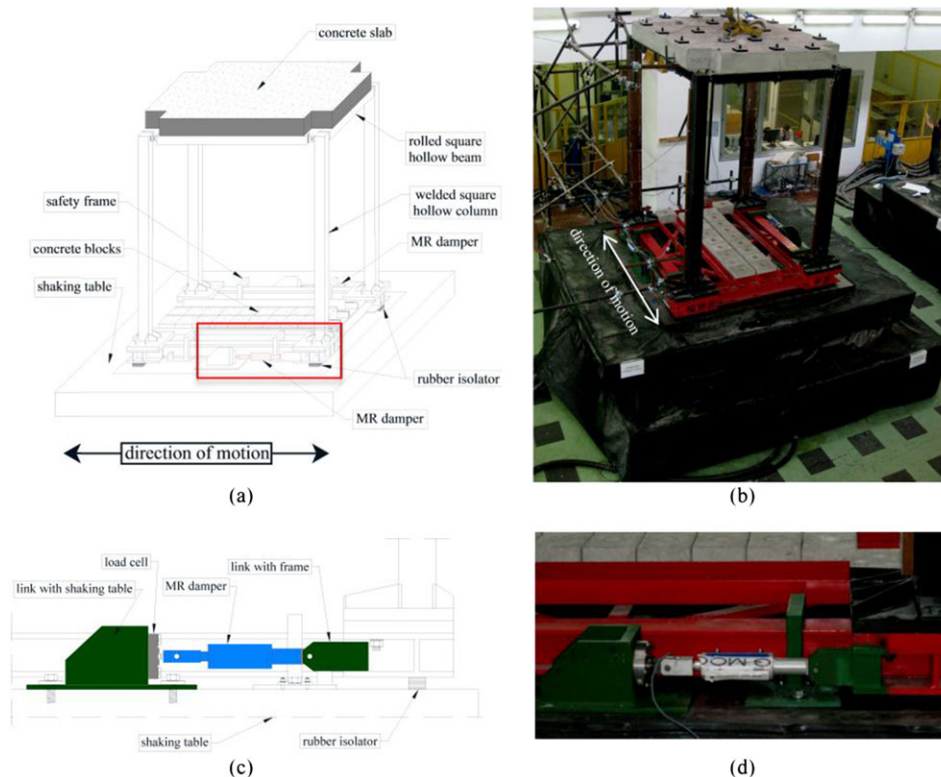 concrete slab
rolled square
hollow beam
safety frame
welded square
hollow column
concrete blocks
MR damper
shaking table
rubber isolator
MR damper
direction of motion
(a)
direction of motion
(b)
load cell
link with shaking table
MR damper
link with frame
shaking table
rubber isolator
(c)
(d)